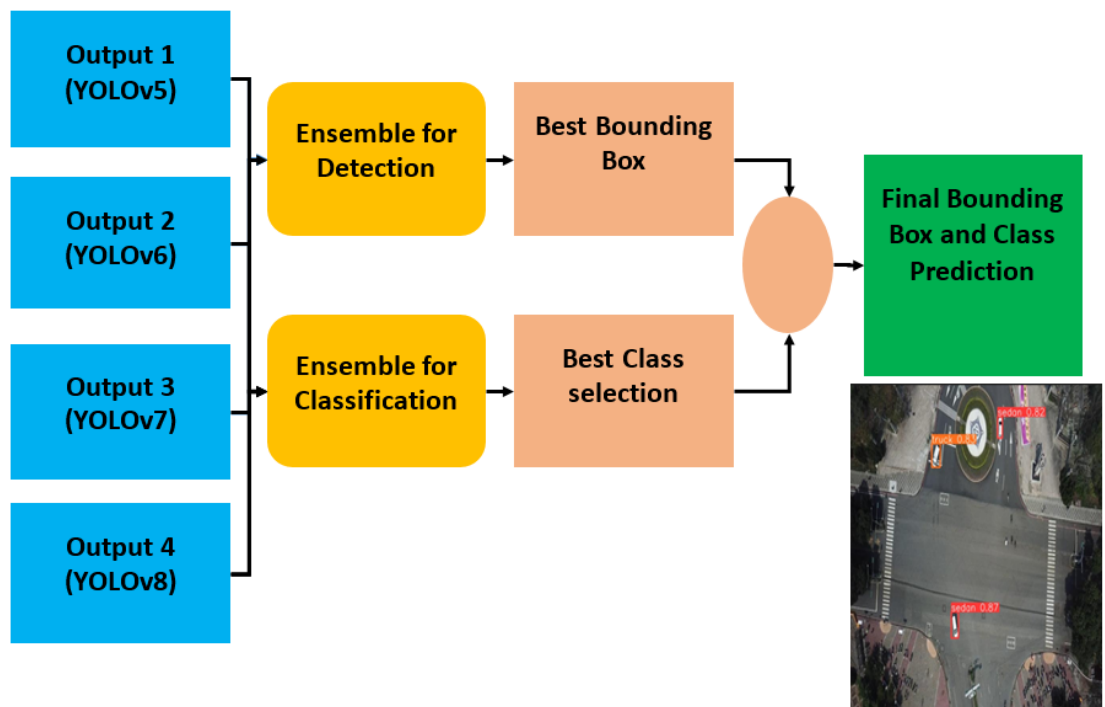 Output 1
(YOLOv5)
Output 2
(YOLOv6)
Output 3
(YOLOv7)
Output 4
(YOLOv8)
Ensemble for
Detection
Ensemble for
Classification
Best Bounding
Box
Best Class
selection
Final Bounding
Box and Class
Prediction
sedan 0.82
truck
sedan 0.87